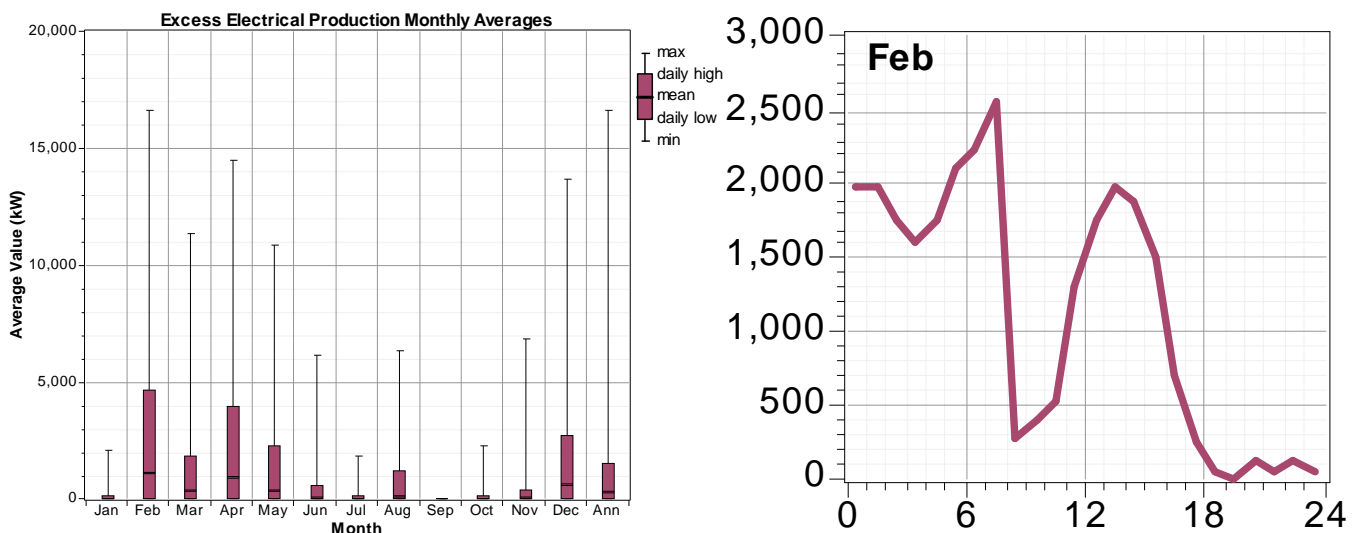 Excess Electrical Production Monthly Averages
20,000
15,000
10,000
5,000
0
Average Value (kW)
Jan Feb Mar Apr May Jun Jul Aug Sep Oct Nov Dec Ann
Month
max
daily high
mean
daily low
min
Feb
3,000
2,500
2,000
1,500
1,000
500
0
0 6 12 18 24